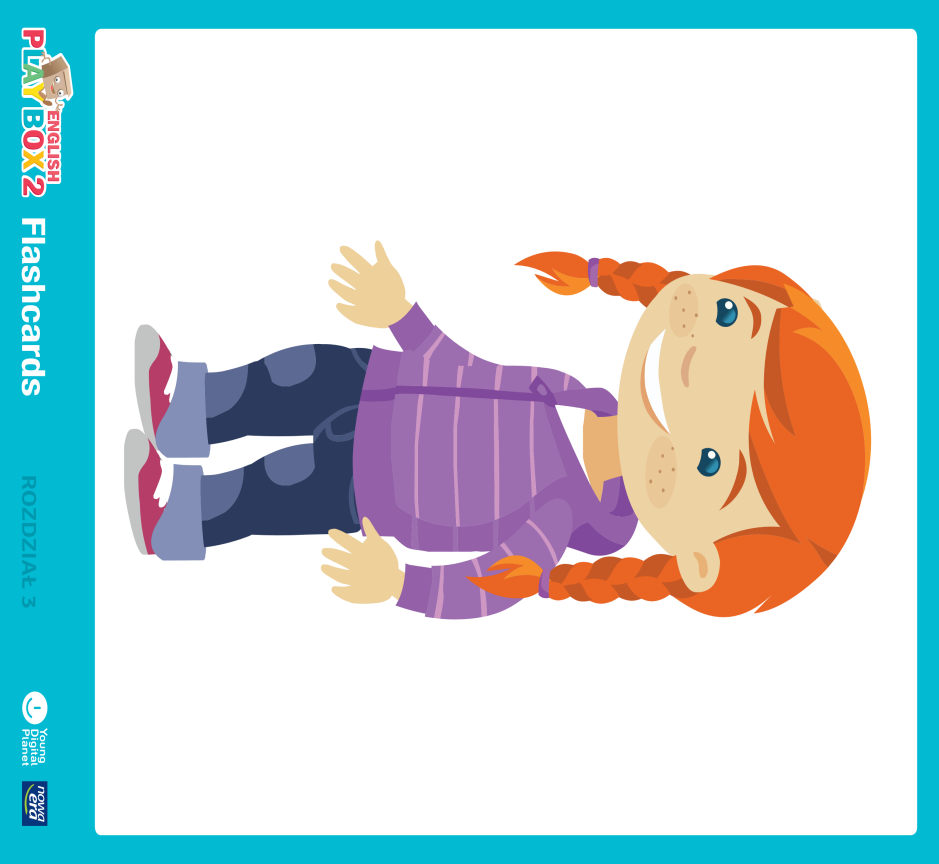 ENGLISH
PLAY BOX 2
Flashcards
ROZDZIAŁ 3
Young
Digital
Planet
nowa
era